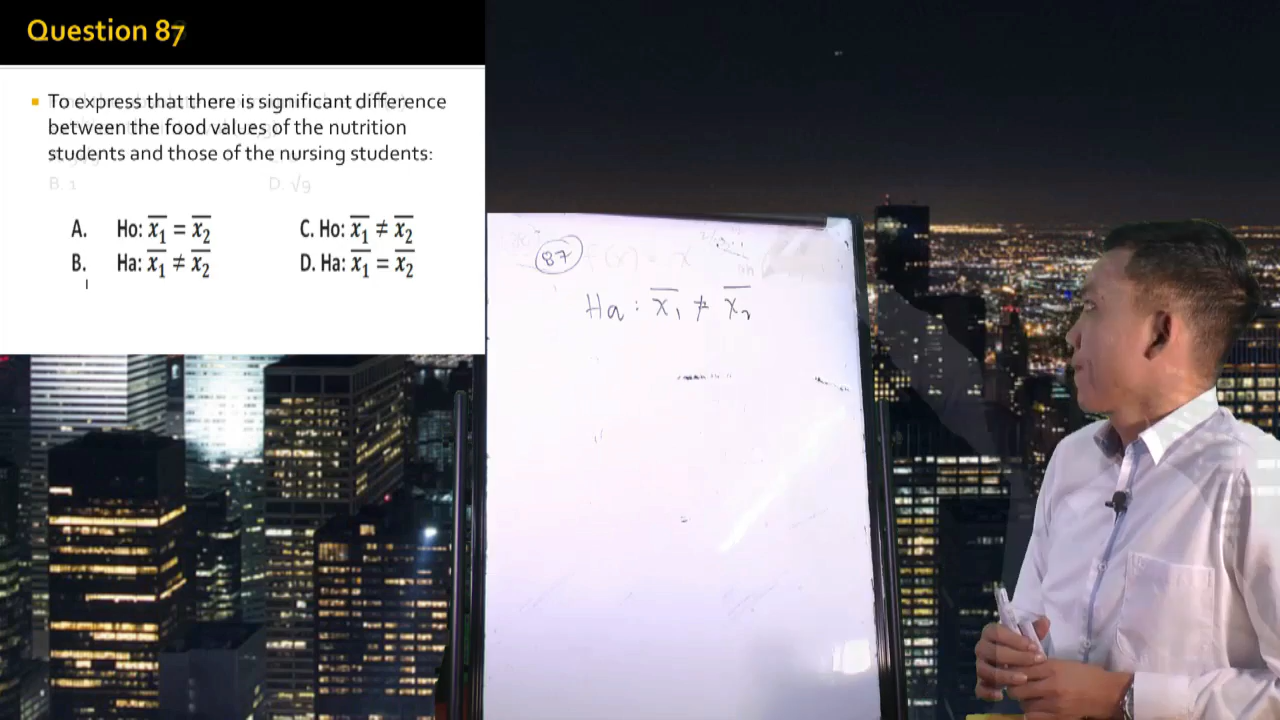 Question 87
▪ To express that there is significant difference
between the food values of the nutrition
students and those of the nursing students:
B. 1 D. √9
A. Ho: x̄₁ = x̄₂ C. Ho: x̄₁ ≠ x̄₂
B. Ha: x̄₁ ≠ x̄₂ D. Ha: x̄₁ = x̄₂
87
Ha : x̄₁ ≠ x̄₂